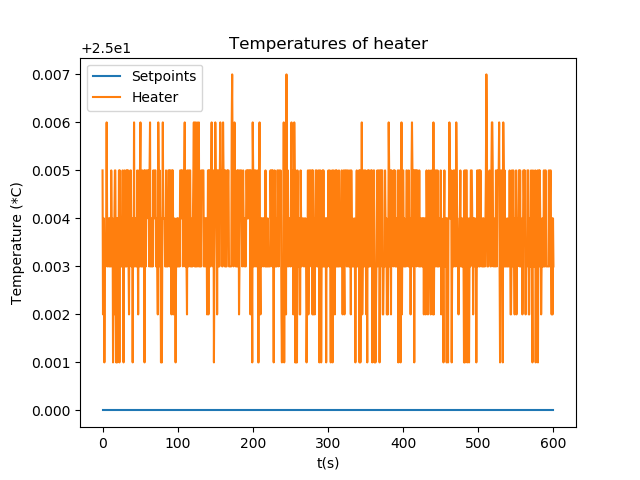 Temperatures of heater
+2.5e1
Setpoints
Heater
0.007
0.006
0.005
0.004
0.003
0.002
0.001
0.000
Temperature (*C)
0 100 200 300 400 500 600
t(s)